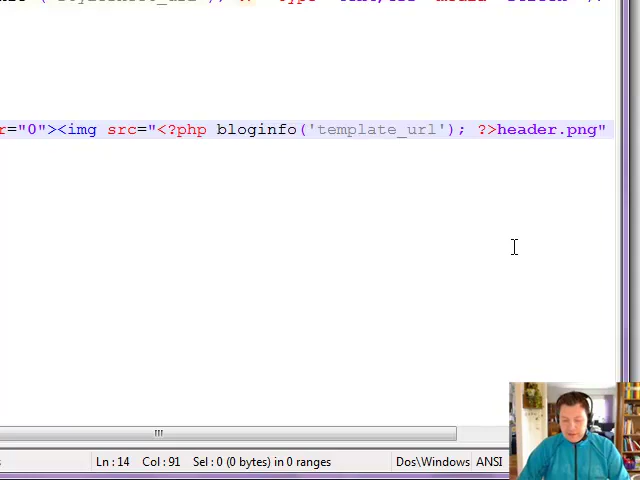 r="0"><img src="<?php bloginfo('template_url'); ?>header.png"
Ln : 14 Col : 91 Sel : 0 (0 bytes) in 0 ranges Dos\Windows ANSI